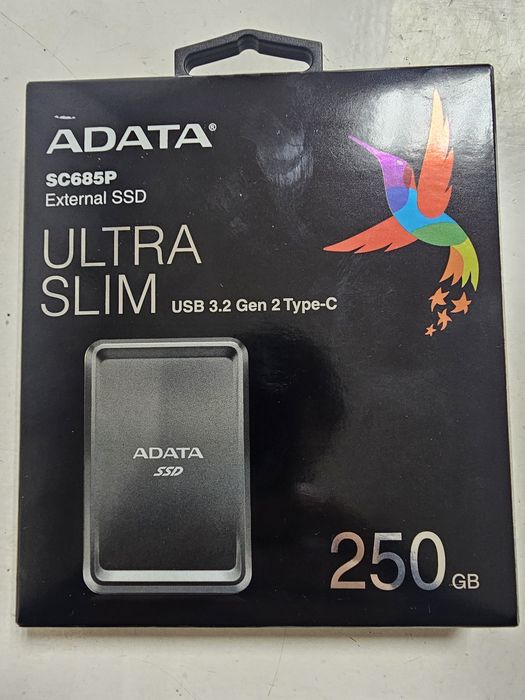 ADATA®
SC685P
External SSD
ULTRA
SLIM USB 3.2 Gen 2 Type-C
ADATA
SSD
250 GB